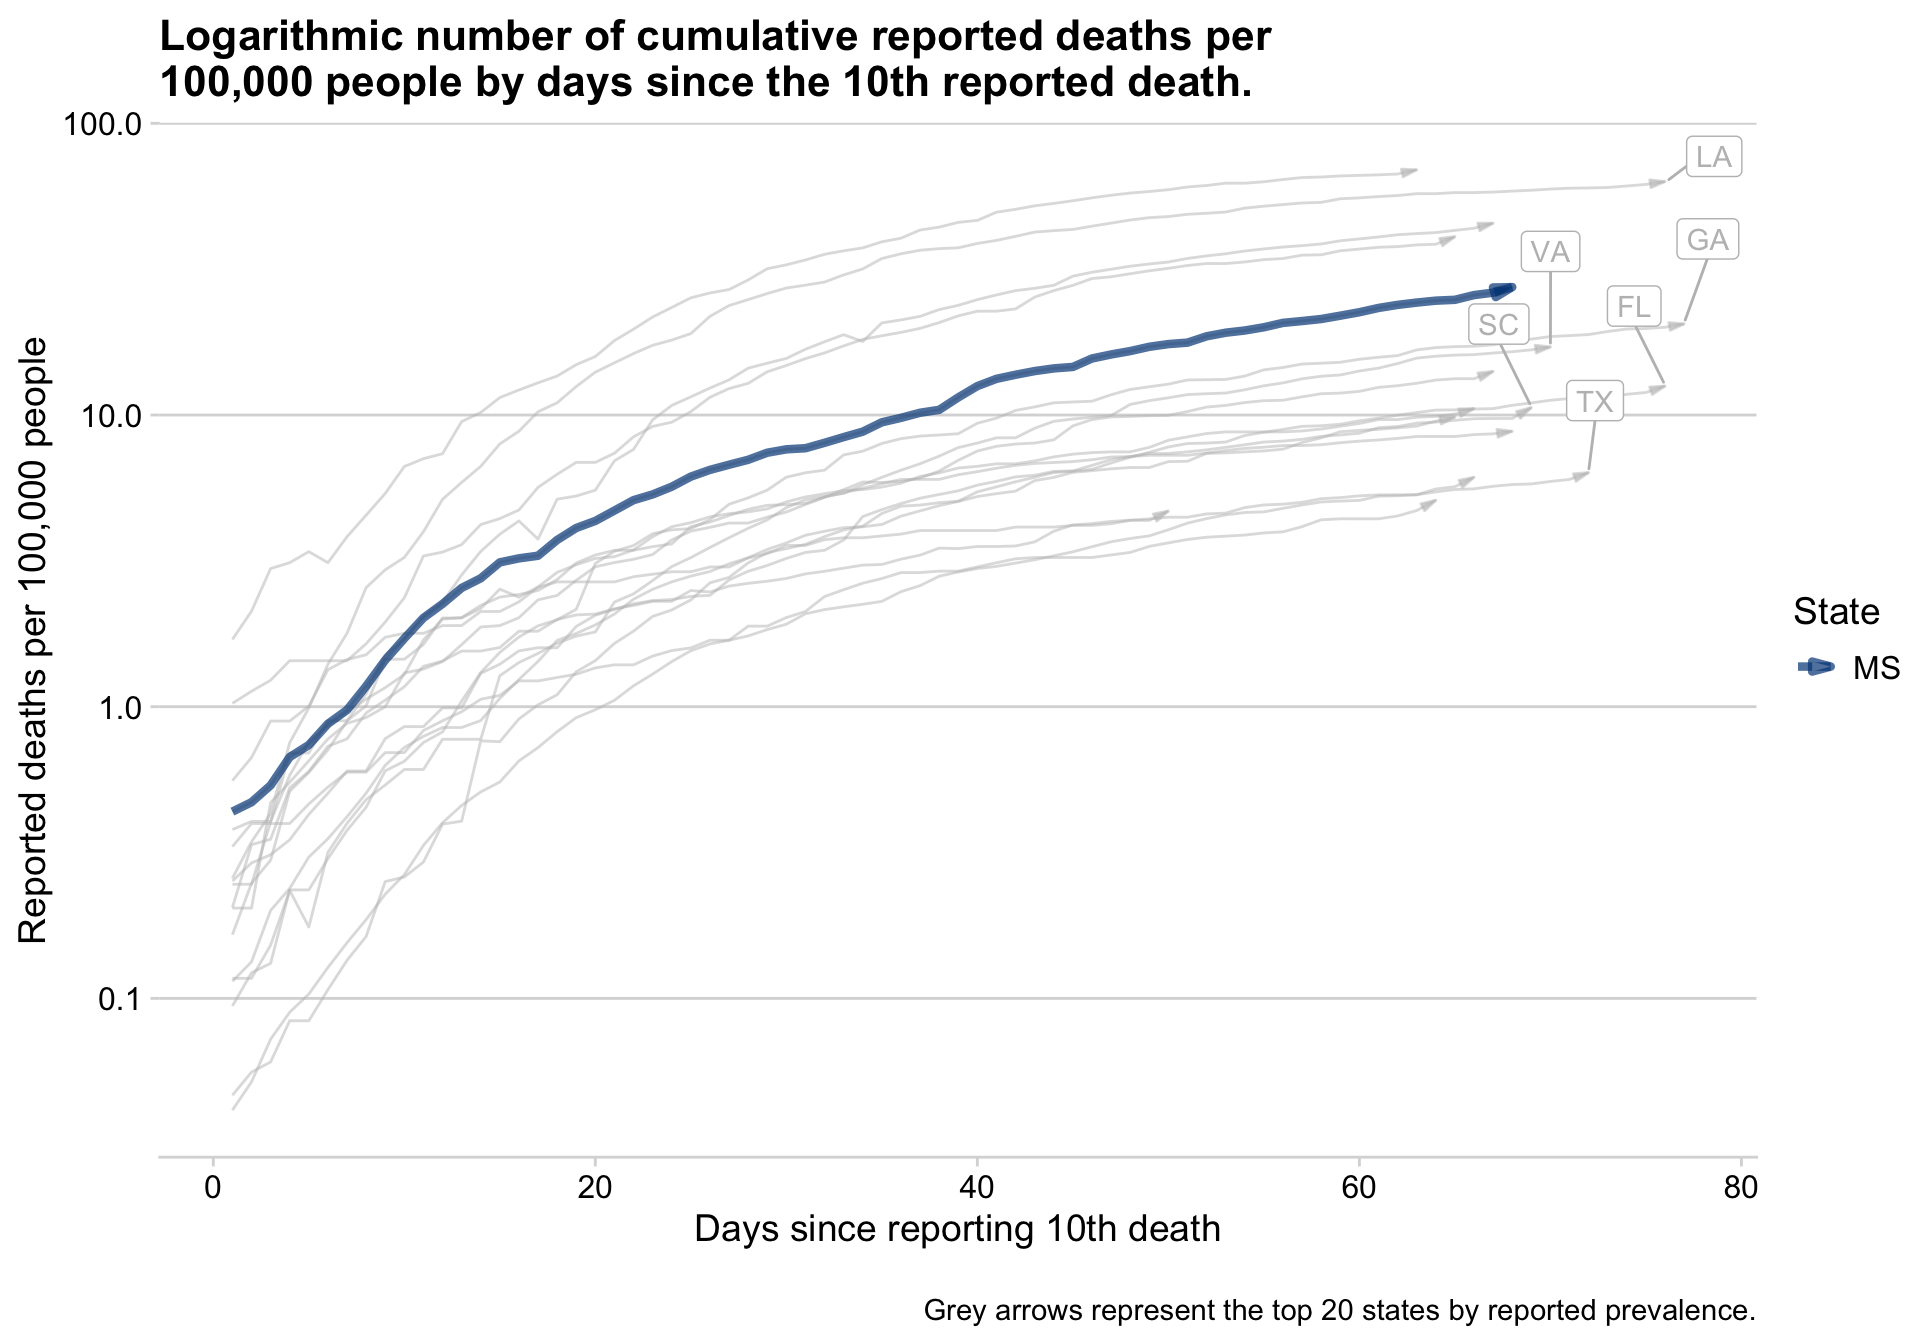 Logarithmic number of cumulative reported deaths per
100,000 people by days since the 10th reported death.
100.0
10.0
1.0
0.1
Reported deaths per 100,000 people
LA
GA
VA
FL
SC
TX
State
MS
0
20
40
60
80
Days since reporting 10th death
Grey arrows represent the top 20 states by reported prevalence.